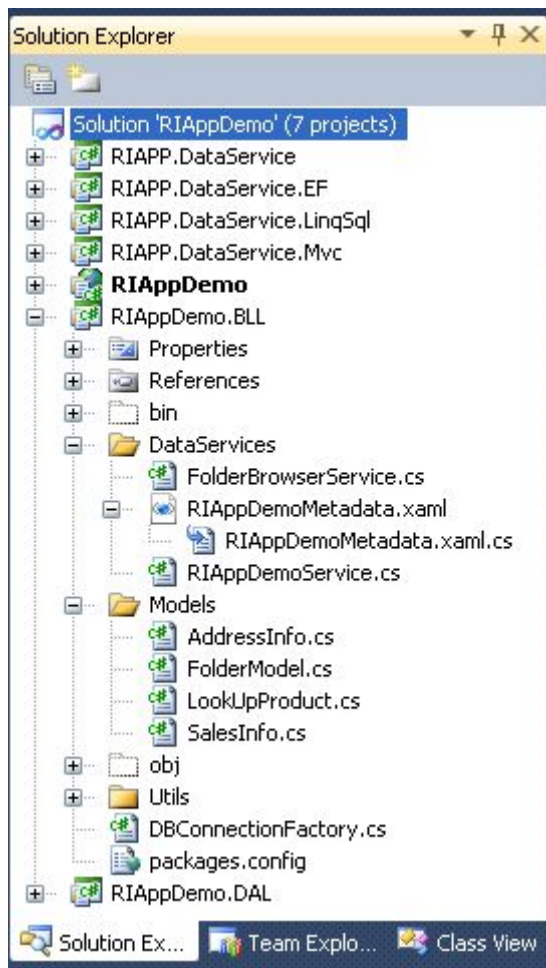 Solution Explorer
Solution 'RIAppDemo' (7 projects)
RIAPP.DataService
RIAPP.DataService.EF
RIAPP.DataService.LinqSql
RIAPP.DataService.Mvc
RIAppDemo
RIAppDemo.BLL
Properties
References
bin
DataServices
FolderBrowserService.cs
RIAppDemoMetadata.xaml
RIAppDemoMetadata.xaml.cs
RIAppDemoService.cs
Models
AddressInfo.cs
FolderModel.cs
LookUpProduct.cs
SalesInfo.cs
obj
Utils
DBConnectionFactory.cs
packages.config
RIAppDemo.DAL
Solution Ex... Team Explo... Class View